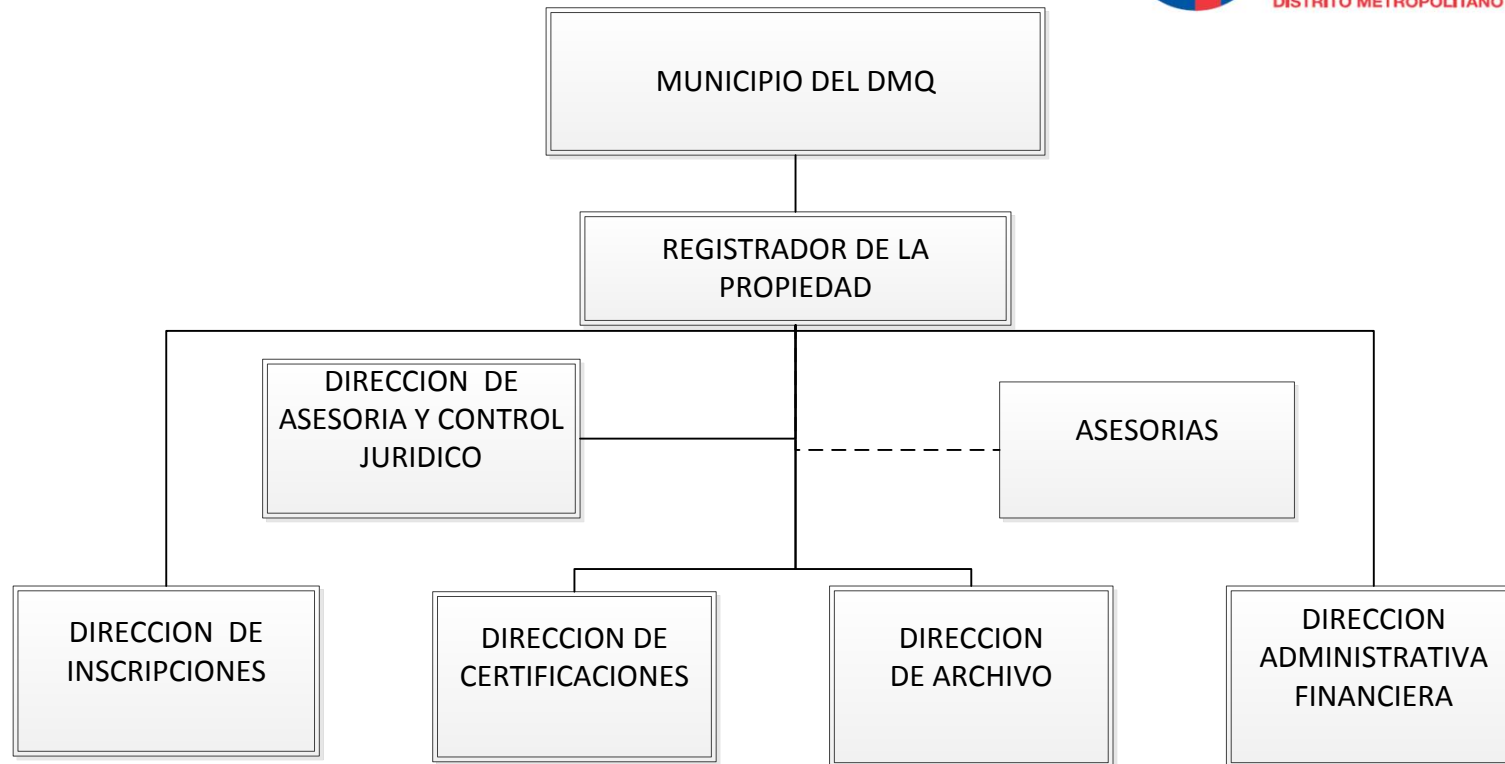 DISTRITO METROPOLITANO
MUNICIPIO DEL DMQ
REGISTRADOR DE LA
PROPIEDAD
DIRECCION DE
ASESORIA Y CONTROL
JURIDICO
ASESORIAS
DIRECCION DE
INSCRIPCIONES
DIRECCION DE
CERTIFICACIONES
DIRECCION
DE ARCHIVO
DIRECCION
ADMINISTRATIVA
FINANCIERA